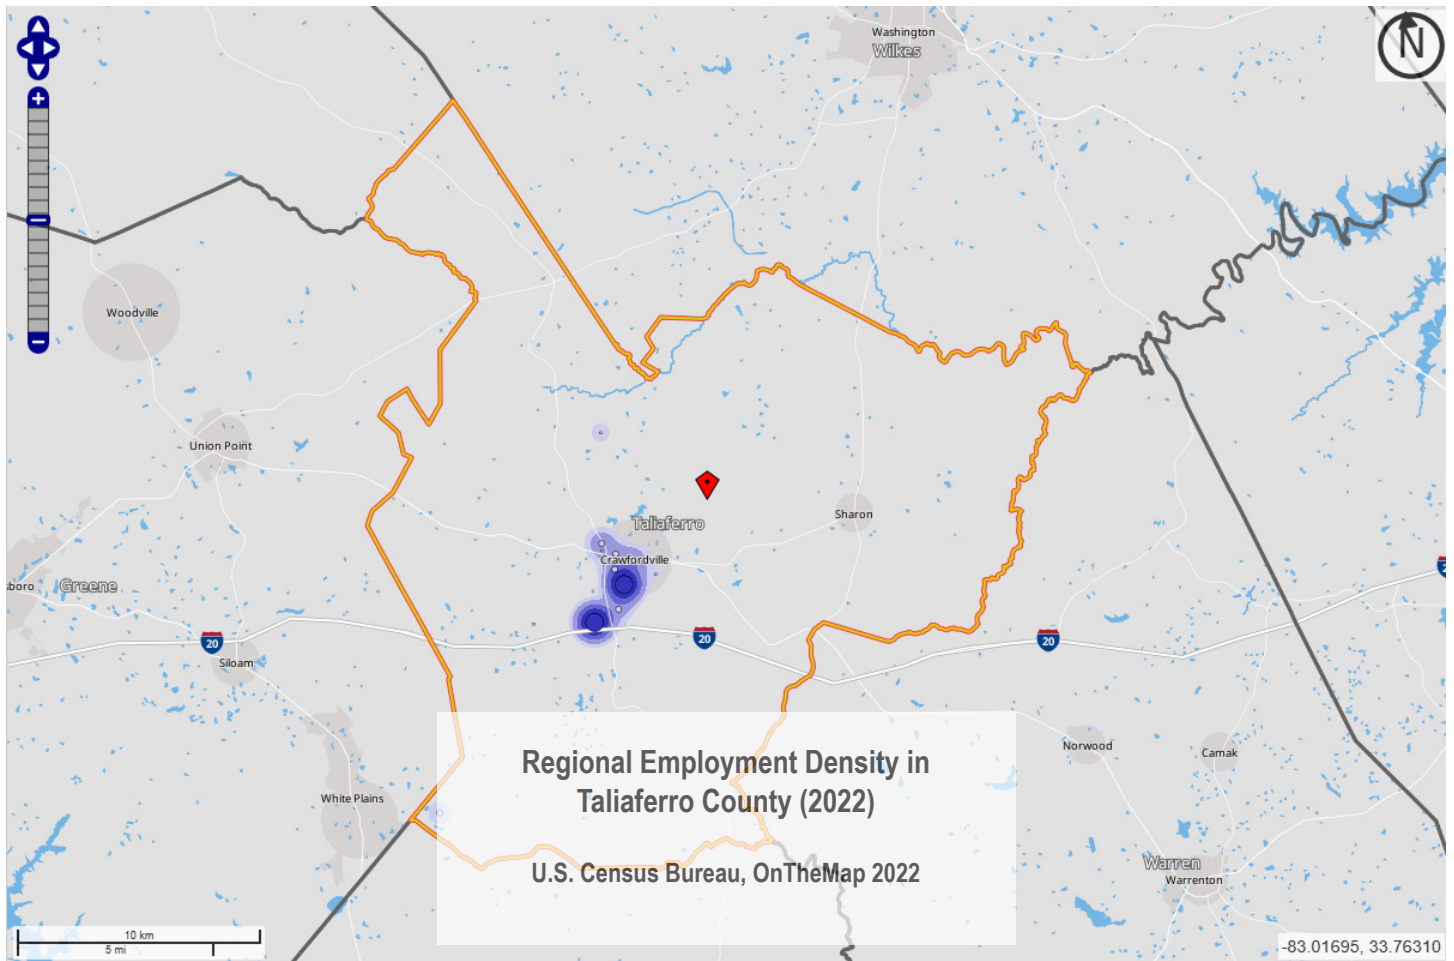 Washington
Wilkes
N
+
Woodville
Union Point
Sharon
Taliaferro
Crawfordville
sboro
Greene
20
20
20
2
Siloam
Norwood
Camak
White Plains
Regional Employment Density in
Taliaferro County (2022)
U.S. Census Bureau, OnTheMap 2022
Warren
Warrenton
10 km
5 mi
-83.01695, 33.76310